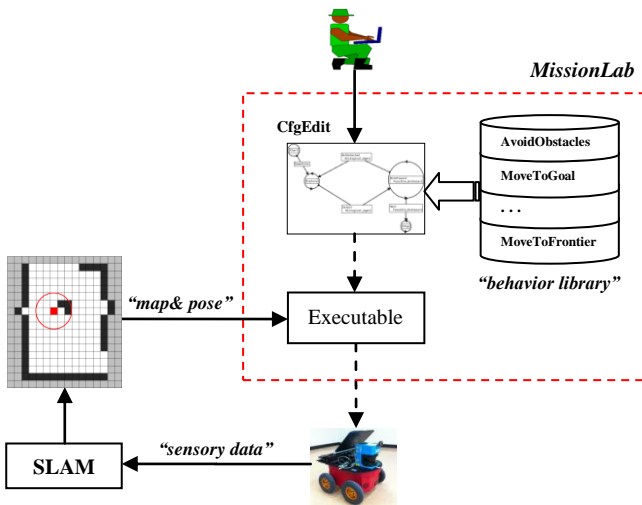 MissionLab
CfgEdit
AvoidObstacles
MoveToGoal
...
MoveToFrontier
“behavior library”
“map& pose”
Executable
“sensory data”
SLAM